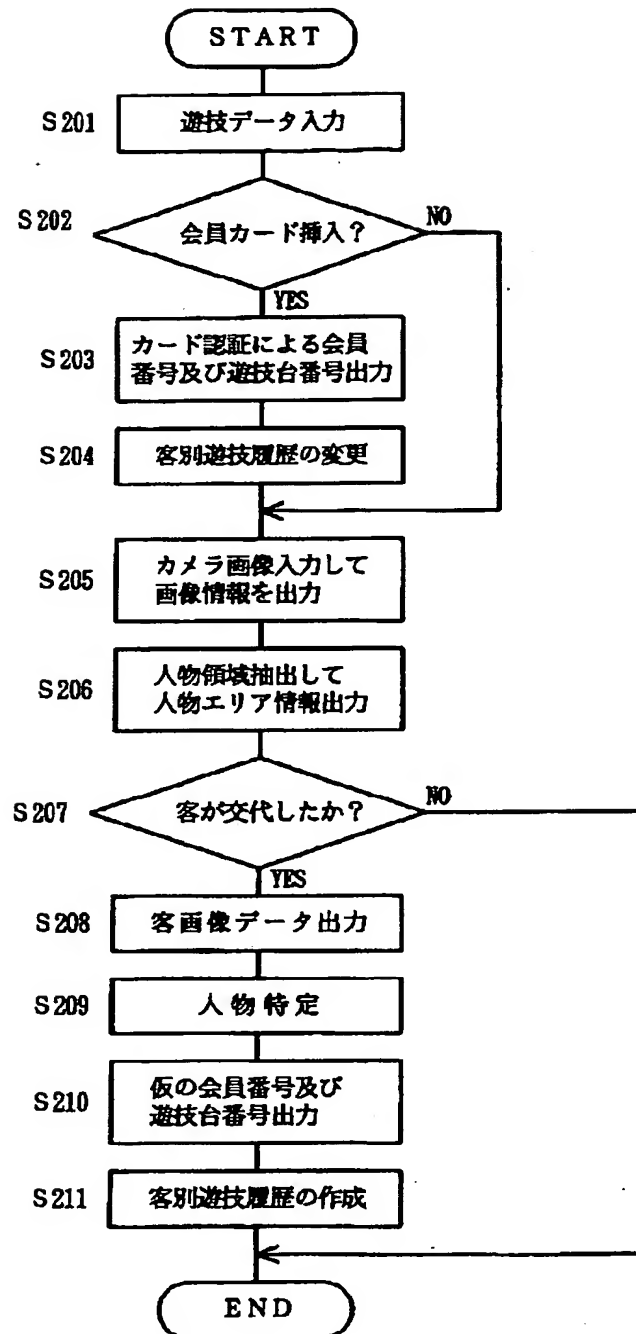 START
S201
遊技データ入力
S202
会員カード挿入?
NO
YES
S203
カード認証による会員
番号及び遊技台番号出力
S204
客別遊技履歴の変更
S205
カメラ画像入力して
画像情報を出力
S206
人物領域抽出して
人物エリア情報出力
S207
客が交代したか?
NO
YES
S208
客画像データ出力
S209
人物特定
S210
仮の会員番号及び
遊技台番号出力
S211
客別遊技履歴の作成
END